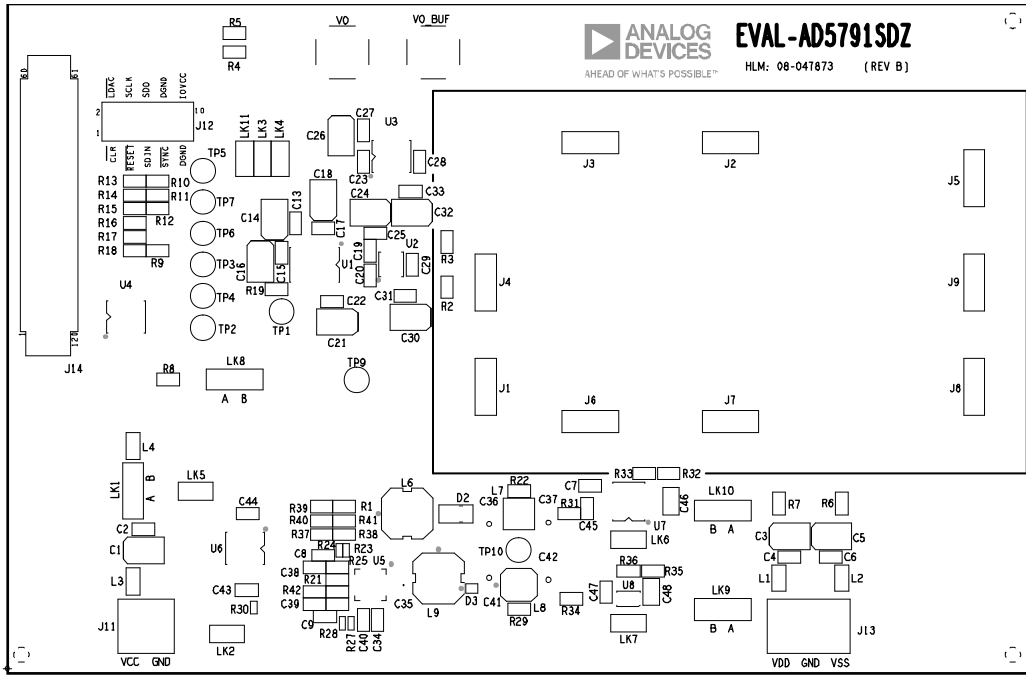 R5
R4
VO
VO_BUF
ANALOG
DEVICES
AHEAD OF WHAT'S POSSIBLE™
EVAL-AD5791SDZ
HLM: 08-047873 (REV B)
60
61
LDAC
SCLK
SDO
DGND
IOVCC
2
10
1
J12
CLR
RESET
SDIN
SYNC
DGND
LK11
LK3
LK4
C26
C27
U3
C23
C28
C33
TP5
R13
R10
R14
R11
R15
R12
R16
R17
R18
R9
TP7
TP6
TP3
TP4
TP2
C18
C14
C13
C17
C24
C32
C25
C16
C15
U1
C19
C20
U2
C29
R3
R2
R19
TP1
C22
C21
C31
C30
U4
120
J14
R8
LK8
A B
TP9
J3
J2
J5
J4
J9
J1
J6
J7
J8
L4
LK1
A B
LK5
C2
C1
L3
J11
VCC GND
C44
U6
C43
R30
LK2
R39
R1
R40
R41
R37
R38
R24
R23
C8
R25
U5
C38
R21
R42
C39
C9
R28
R27
C40
C34
L6
D2
C35
L9
D3
R22
L7
C36
C37
TP10
C42
C41
L8
R29
C7
R31
C45
R33
R32
C46
U7
LK6
R36
R35
C47
U8
C48
R34
LK7
LK10
B A
LK9
B A
R7
R6
C3
C5
C4
C6
L1
L2
J13
VDD GND VSS